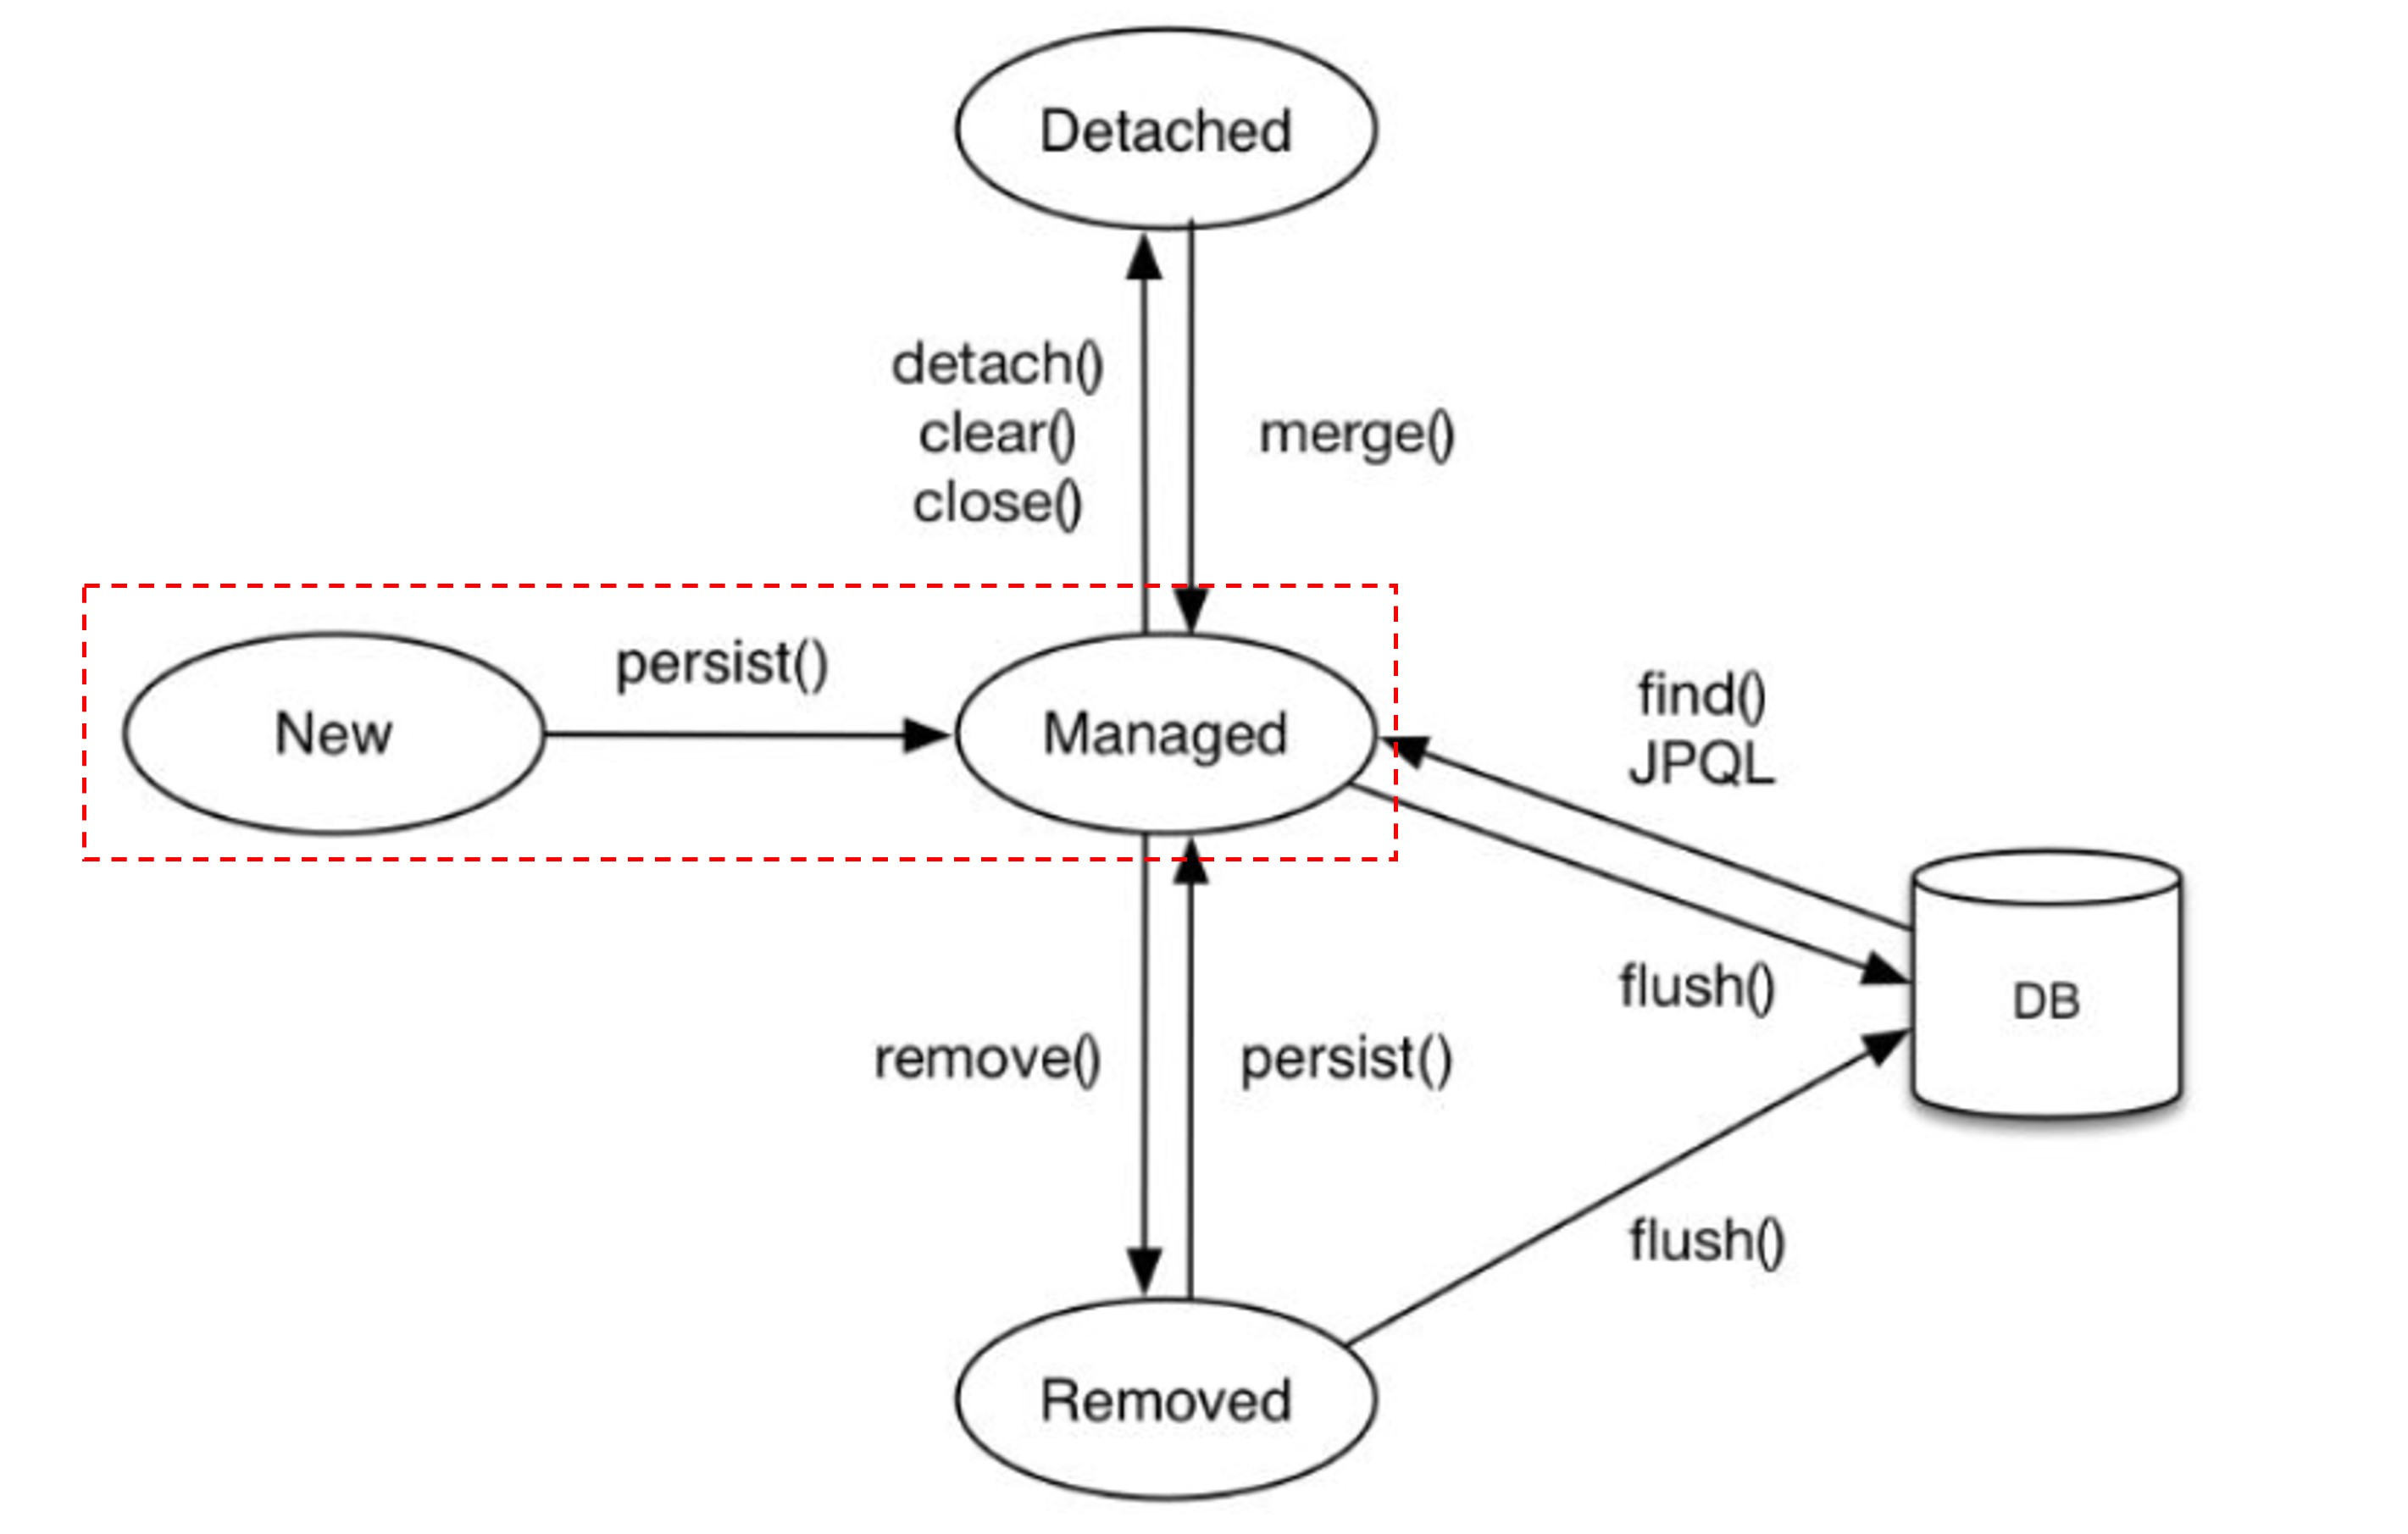 Detached
detach()
clear()
close()
merge()
New
persist()
Managed
find()
JPQL
flush()
DB
remove()
persist()
flush()
Removed